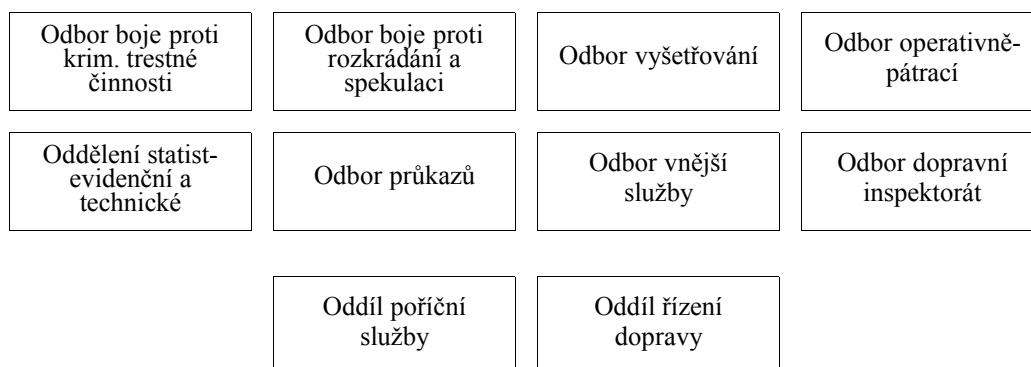 Odbor boje proti
krim. trestné
činnosti
Odbor boje proti
rozkrádání a
spekulaci
Odbor vyšetřování
Odbor operativně-
pátrací
Oddělení statist-
evidenční a
technické
Odbor průkazů
Odbor vnější
služby
Odbor dopravní
inspektorát
Oddíl poříční
služby
Oddíl řízení
dopravy